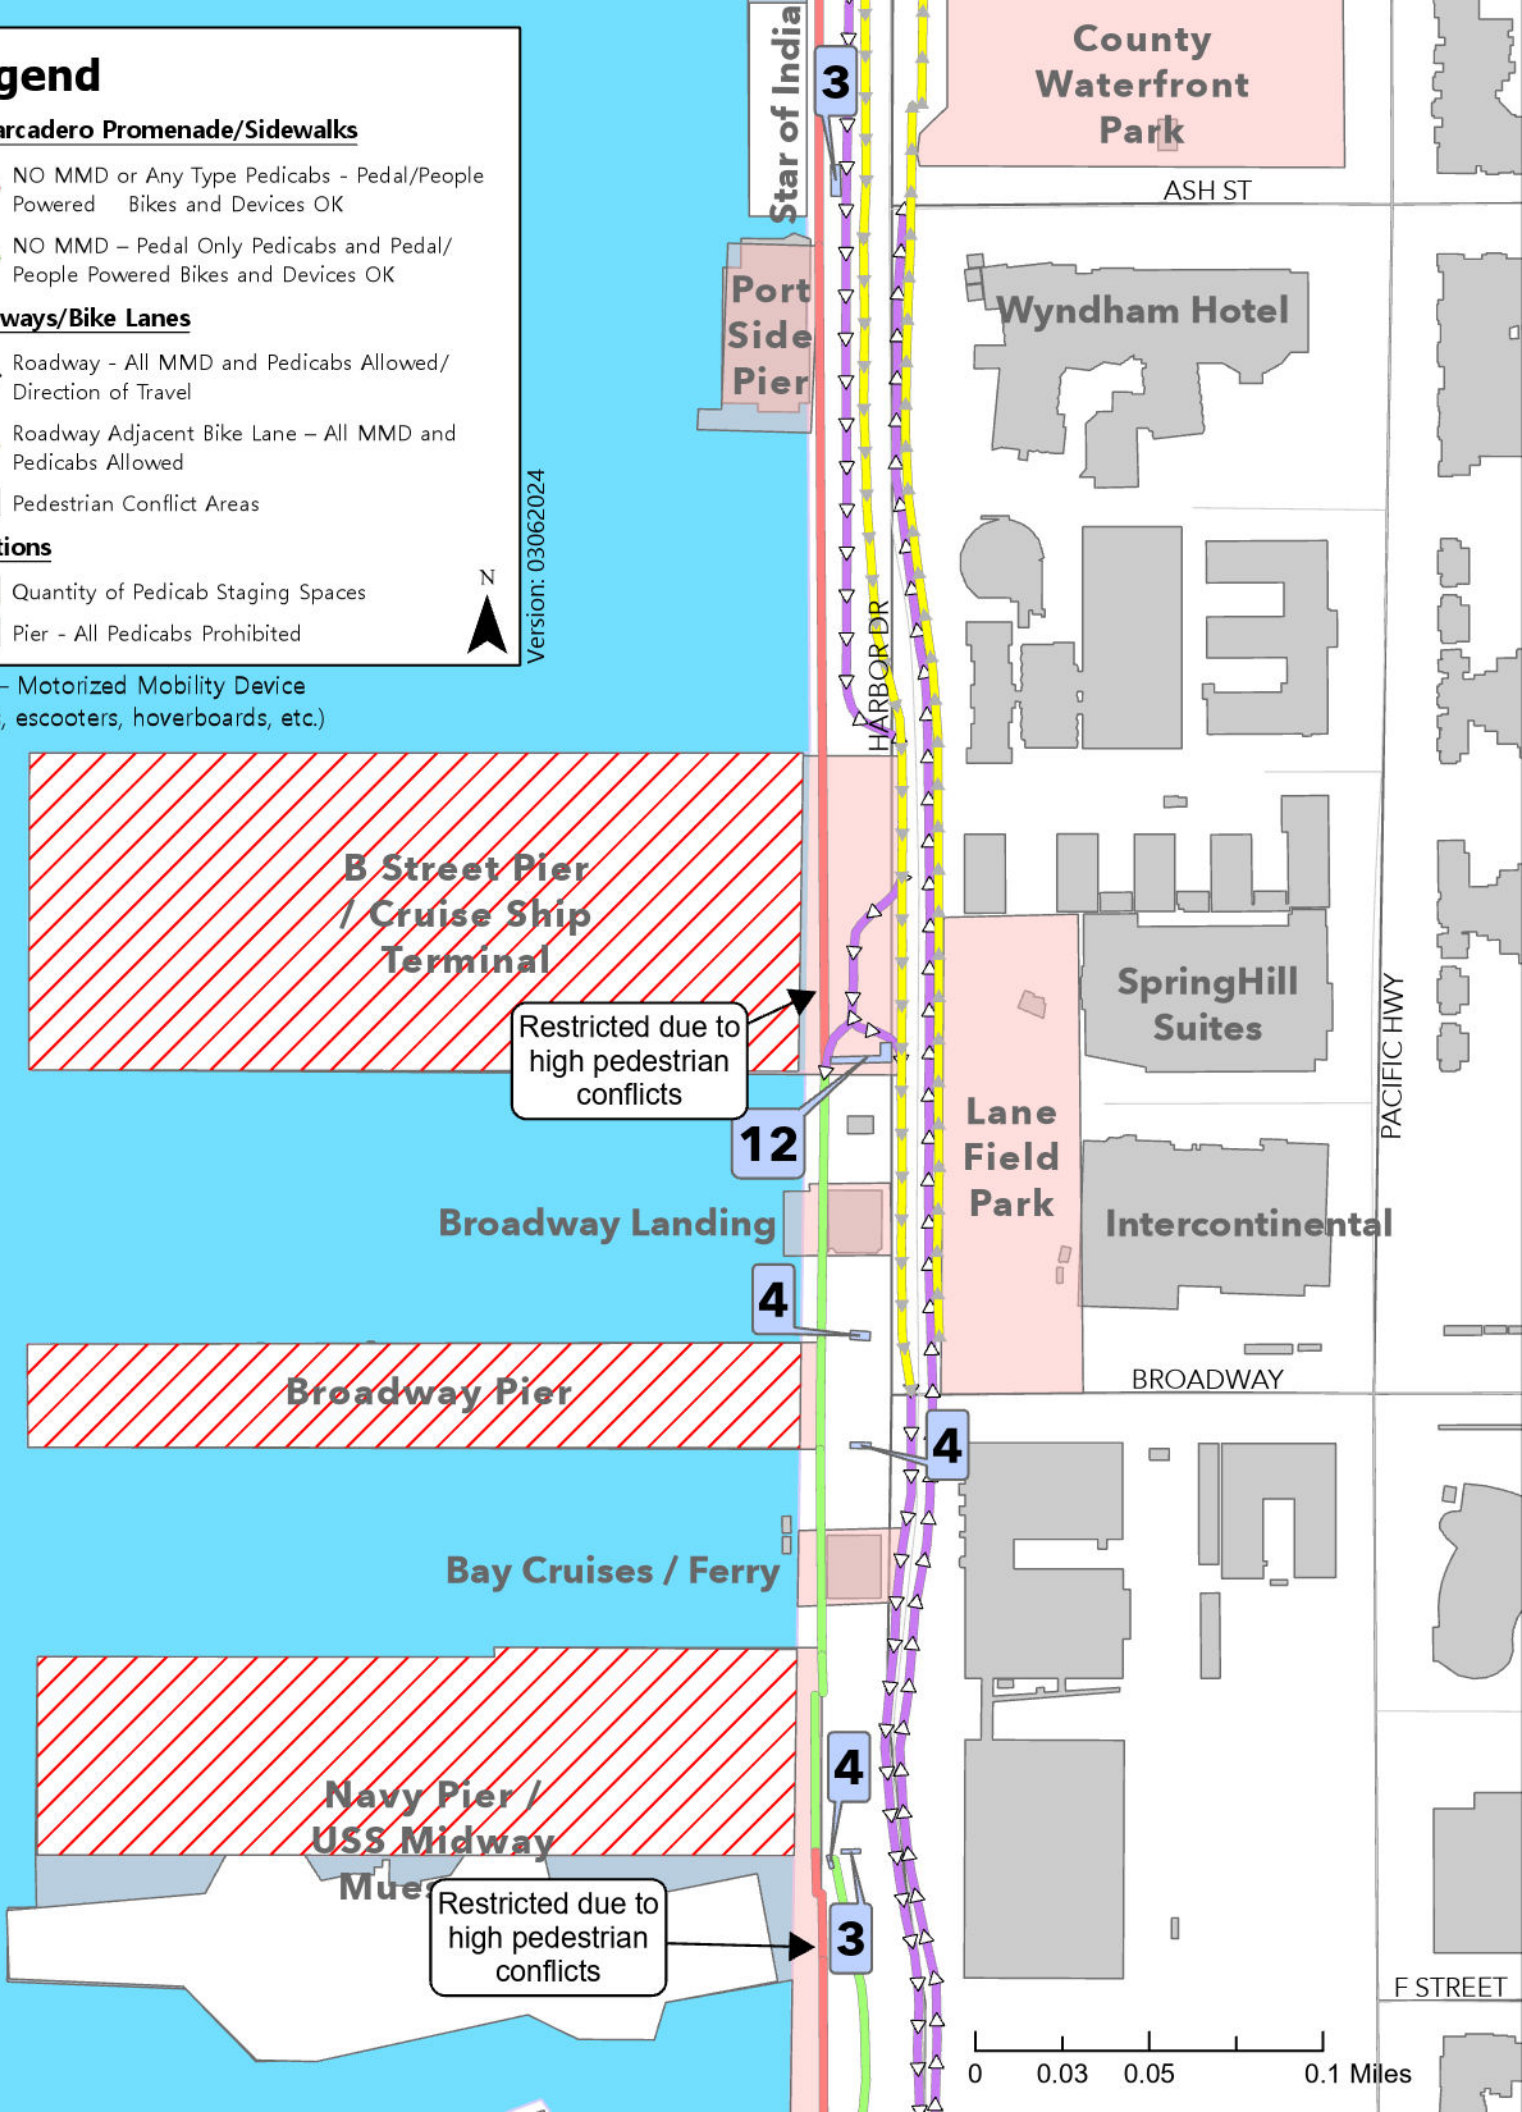 gend
arcadero Promenade/Sidewalks
NO MMD or Any Type Pedicabs - Pedal/People
Powered Bikes and Devices OK
NO MMD – Pedal Only Pedicabs and Pedal/
People Powered Bikes and Devices OK
ways/Bike Lanes
Roadway - All MMD and Pedicabs Allowed/
Direction of Travel
Roadway Adjacent Bike Lane – All MMD and
Pedicabs Allowed
Pedestrian Conflict Areas
tions
Quantity of Pedicab Staging Spaces
Pier - All Pedicabs Prohibited
N
Version: 03062024
– Motorized Mobility Device
, escooters, hoverboards, etc.)
Star of India
3
County
Waterfront
Park
ASH ST
Port
Side
Pier
Wyndham Hotel
HARBOR DR
B Street Pier
/ Cruise Ship
Terminal
Restricted due to
high pedestrian
conflicts
12
SpringHill
Suites
PACIFIC HWY
Lane
Field
Park
Broadway Landing
Intercontinental
4
Broadway Pier
BROADWAY
4
Bay Cruises / Ferry
4
Navy Pier /
USS Midway
Mues
Restricted due to
high pedestrian
conflicts
3
F STREET
0 0.03 0.05 0.1 Miles